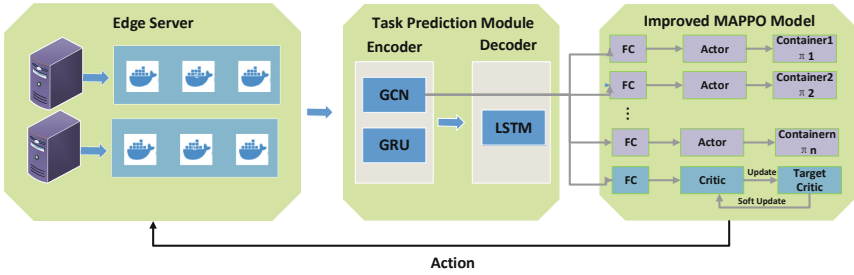 Edge Server
Task Prediction Module
Encoder
Decoder
GCN
GRU
LSTM
Improved MAPPO Model
FC
Actor
Container1
π 1
FC
Actor
Container2
π 2
⋮
FC
Actor
Containern
π n
FC
Critic
Update
Target
Critic
Soft Update
Action